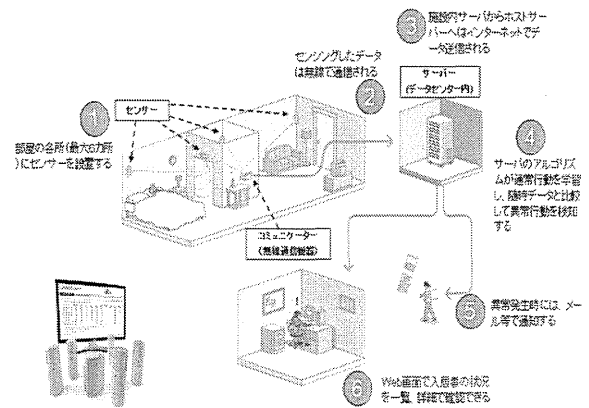 3
施設内サーバからホストサー
バーへはインターネットでデ
ータ送信される
センシングしたデータ
は無線で通信される
2
サーバー
(データセンター内)
1
センサー
部屋の各所(最大6カ所
)にセンサーを設置する
4
サーバのアルゴリズ
ムが通常行動を学習
し、随時データと比較
して異常行動を検知
する
コミュニケーター
(無線通信機器)
5
異常発生時には、メー
ル等で通知する
6
Web画面で入居者の状況
を一覧、詳細で確認できる